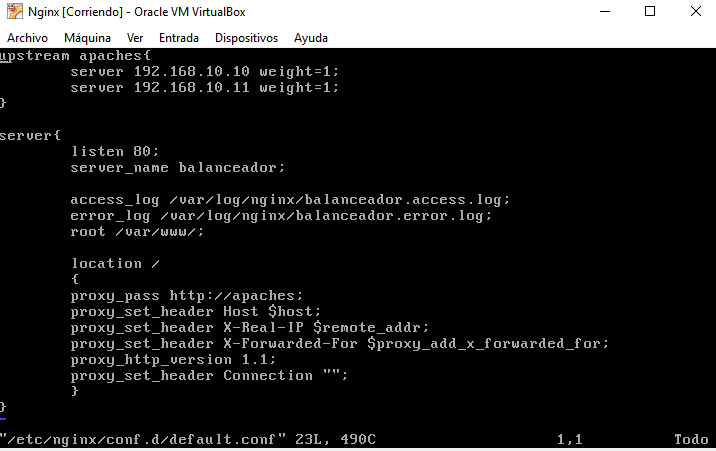 Nginx [Corriendo] - Oracle VM VirtualBox
Archivo Máquina Ver Entrada Dispositivos Ayuda
upstream apaches{
server 192.168.10.10 weight=1;
server 192.168.10.11 weight=1;
}
server{
listen 80;
server_name balanceador;
access_log /var/log/nginx/balanceador.access.log;
error_log /var/log/nginx/balanceador.error.log;
root /var/www/;
location /
{
proxy_pass http://apaches;
proxy_set_header Host $host;
proxy_set_header X-Real-IP $remote_addr;
proxy_set_header X-Forwarded-For $proxy_add_x_forwarded_for;
proxy_http_version 1.1;
proxy_set_header Connection "";
}
}
~
"/etc/nginx/conf.d/default.conf" 23L, 490C 1,1 Todo